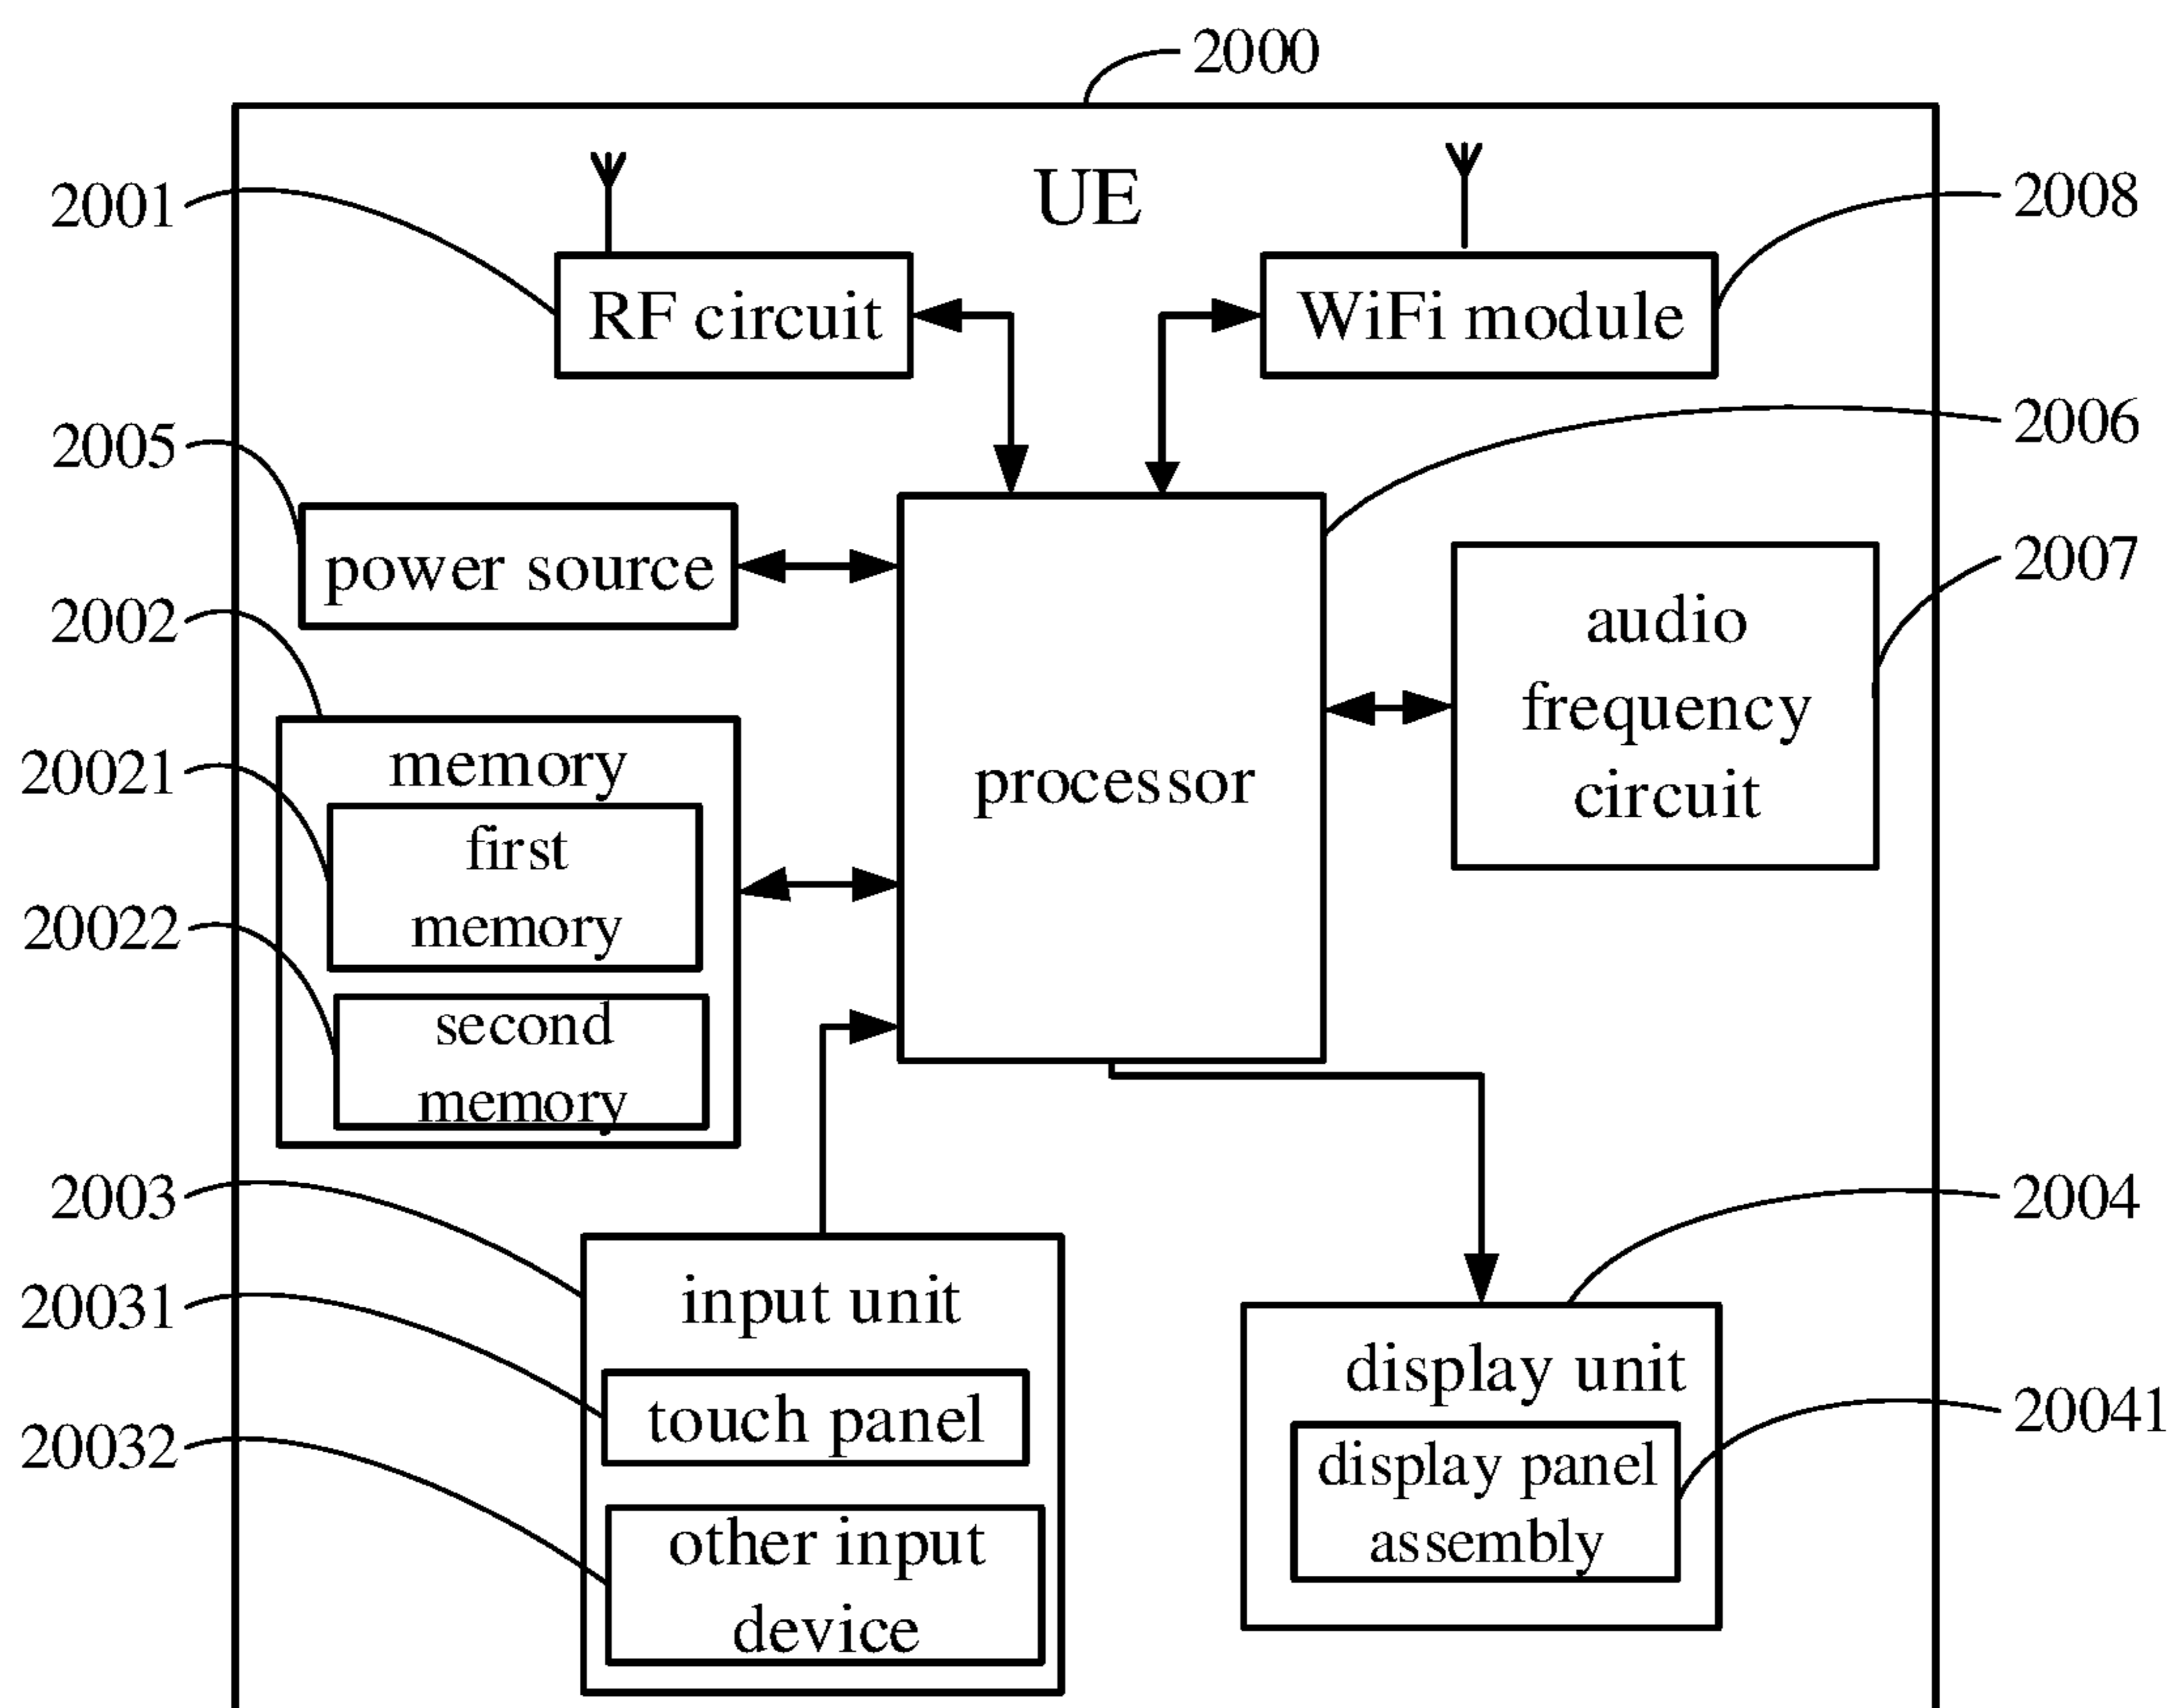 2000
UE
2001
2008
RF circuit
WiFi module
2005
2006
power source
2007
2002
audio
frequency
circuit
memory
20021
first
memory
20022
second
memory
processor
2003
2004
input unit
20031
touch panel
display unit
20041
20032
display panel
assembly
other input
device